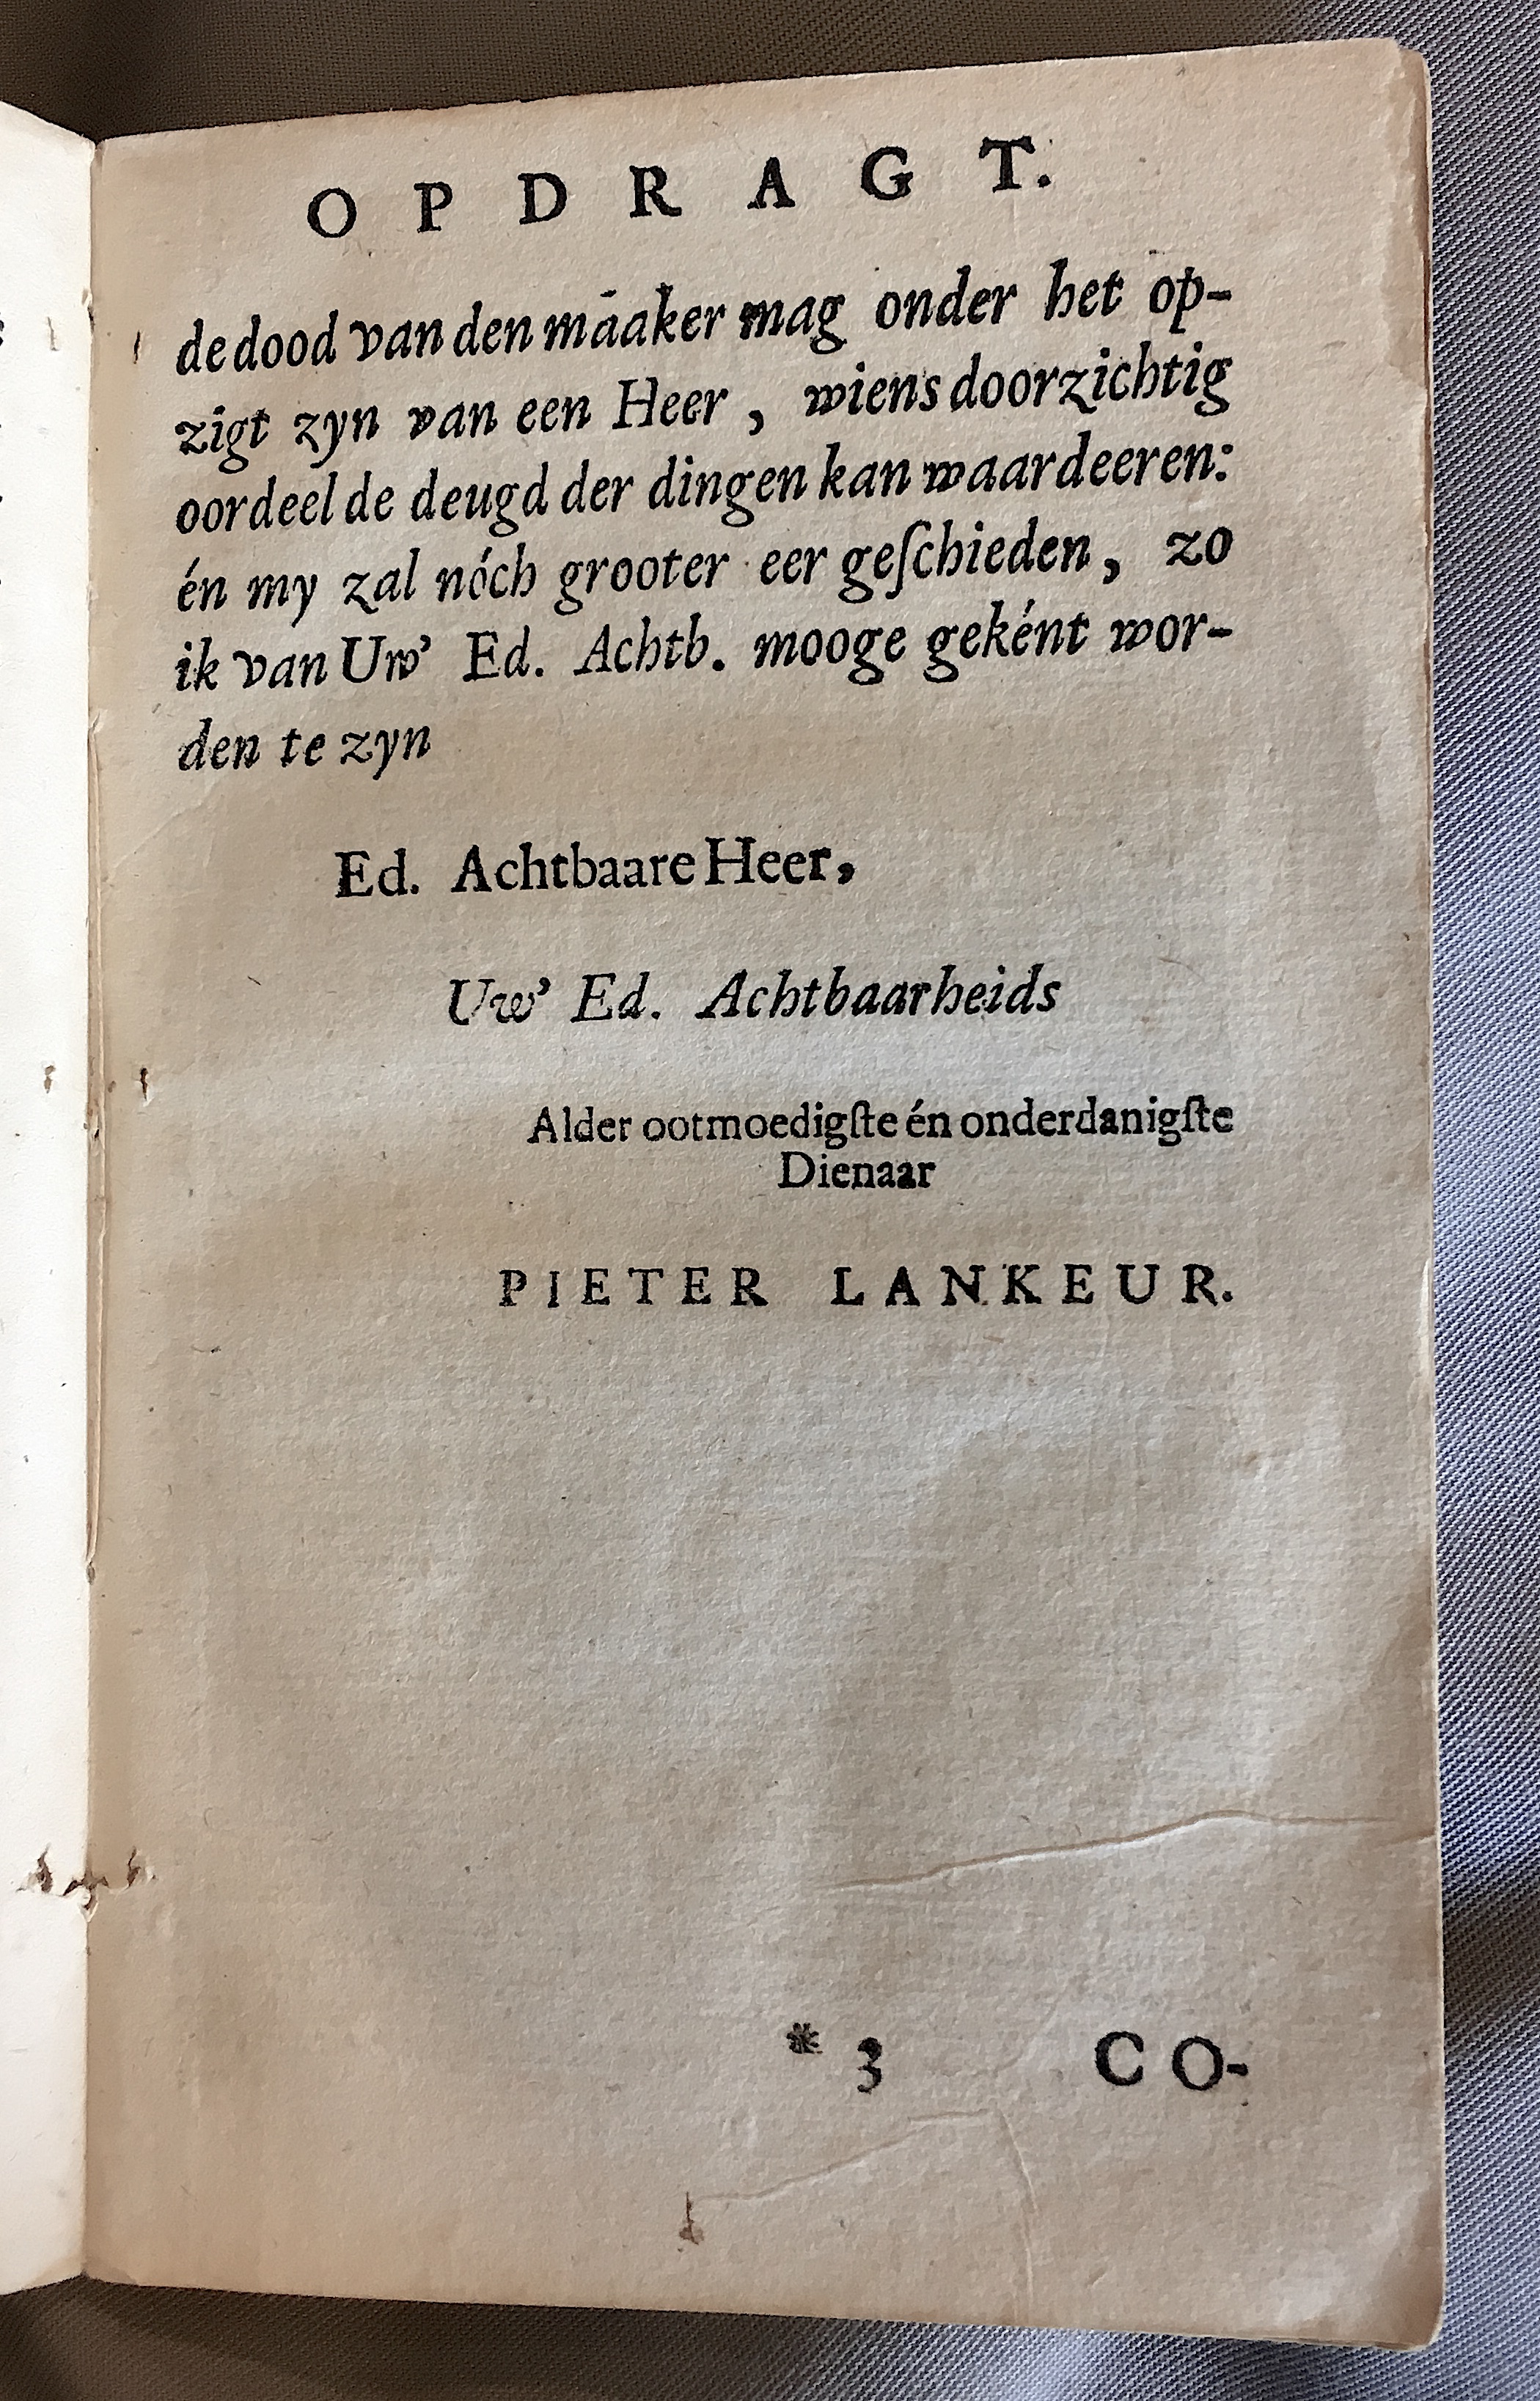 OPDRAGT.
de dood van den maaker mag onder het op-
zigt zyn van een Heer, wiens doorzichtig
oordeel de deugd der dingen kan waardeeren:
én my zal nóch grooter eer geſchieden, zo
ik van Uw' Ed. Achtb. mooge geként wor-
den te zyn
Ed. Achtbaare Heer,
Uw' Ed. Achtbaarheids
Alder ootmoedigſte én onderdanigſte
Dienaar
PIETER LANKEUR.
* 3 CO-